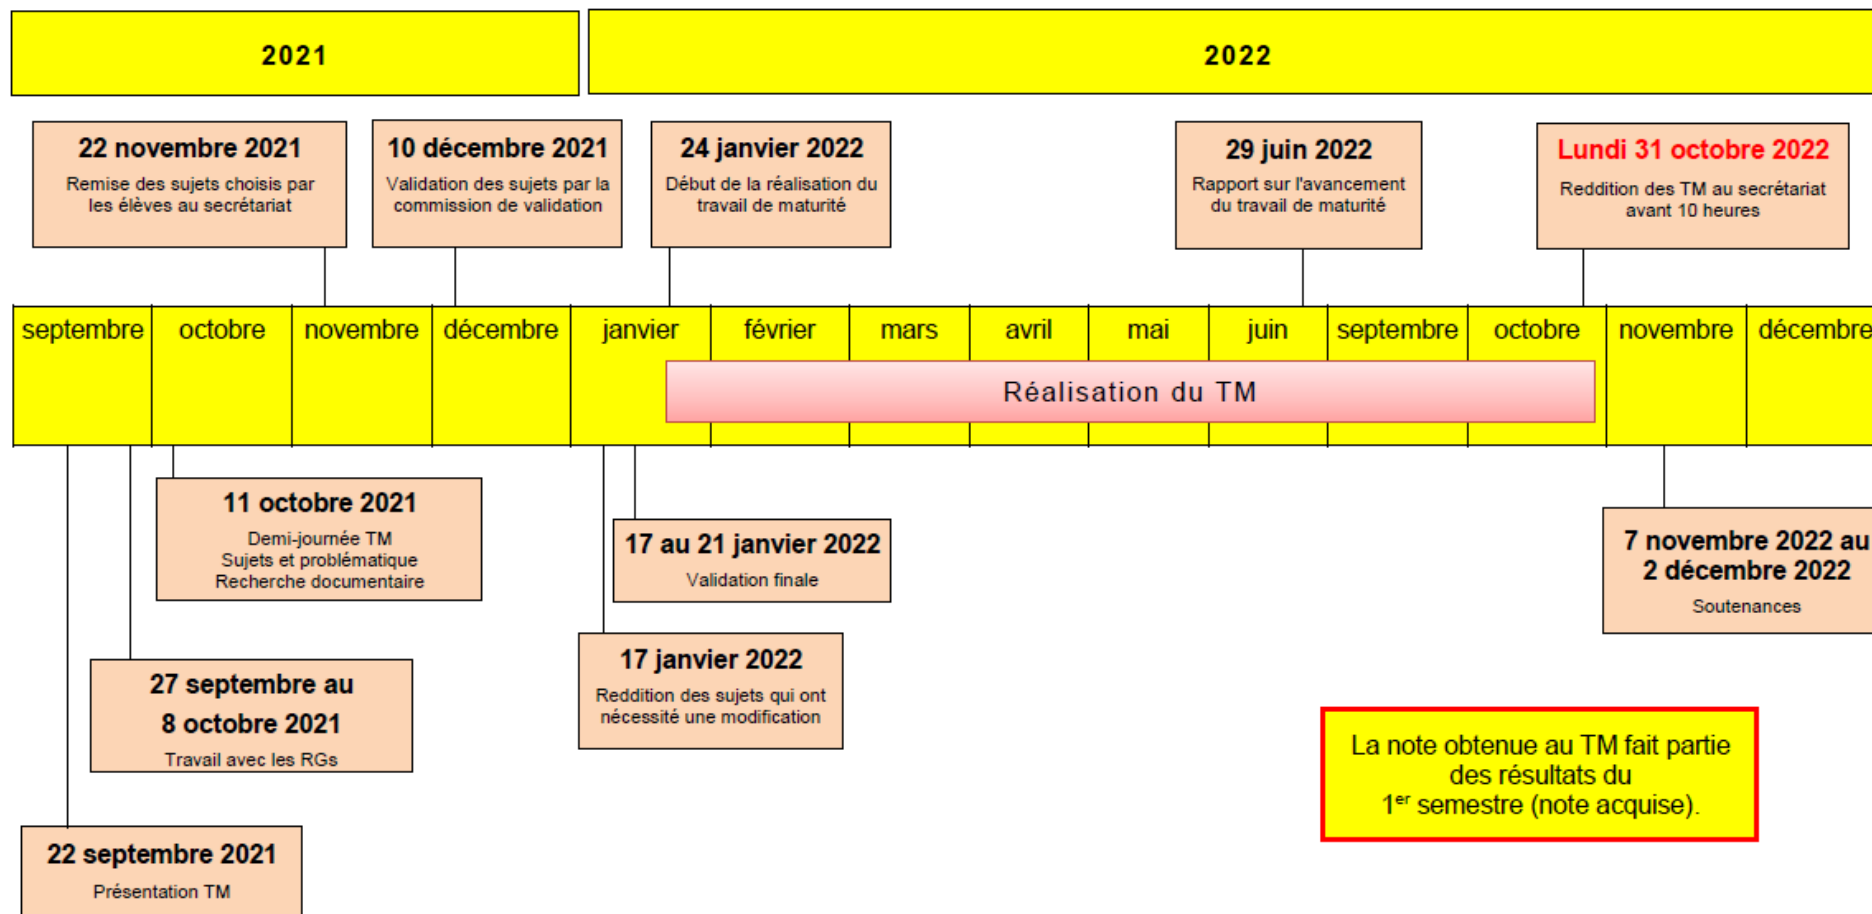 2021
2022
22 novembre 2021
Remise des sujets choisis par
les élèves au secrétariat
10 décembre 2021
Validation des sujets par la
commission de validation
24 janvier 2022
Début de la réalisation du
travail de maturité
29 juin 2022
Rapport sur l'avancement
du travail de maturité
Lundi 31 octobre 2022
Reddition des TM au secrétariat
avant 10 heures
septembre
octobre
novembre
décembre
janvier
février
mars
avril
mai
juin
septembre
octobre
novembre
décembre
Réalisation du TM
11 octobre 2021
Demi-journée TM
Sujets et problématique
Recherche documentaire
17 au 21 janvier 2022
Validation finale
7 novembre 2022 au
2 décembre 2022
Soutenances
27 septembre au
8 octobre 2021
Travail avec les RGs
17 janvier 2022
Reddition des sujets qui ont
nécessité une modification
La note obtenue au TM fait partie
des résultats du
1er semestre (note acquise).
22 septembre 2021
Présentation TM